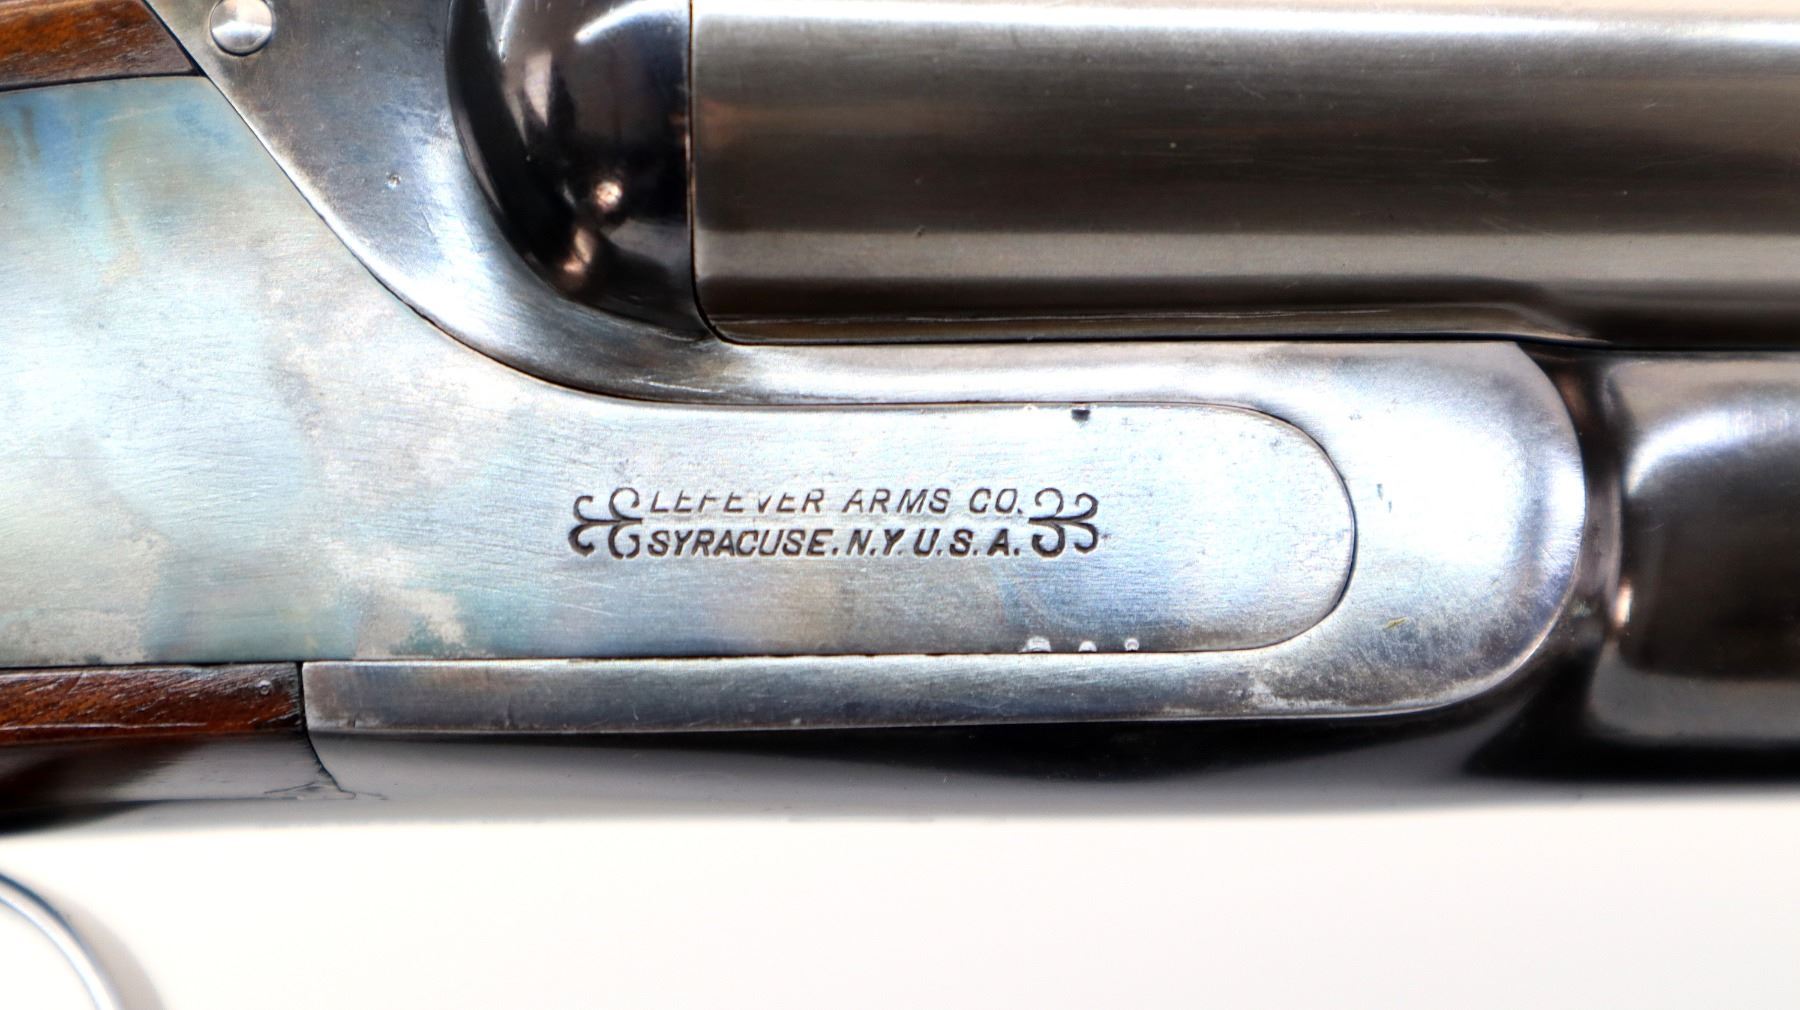 LEFEVER ARMS CO.
SYRACUSE. N.Y. U.S.A.